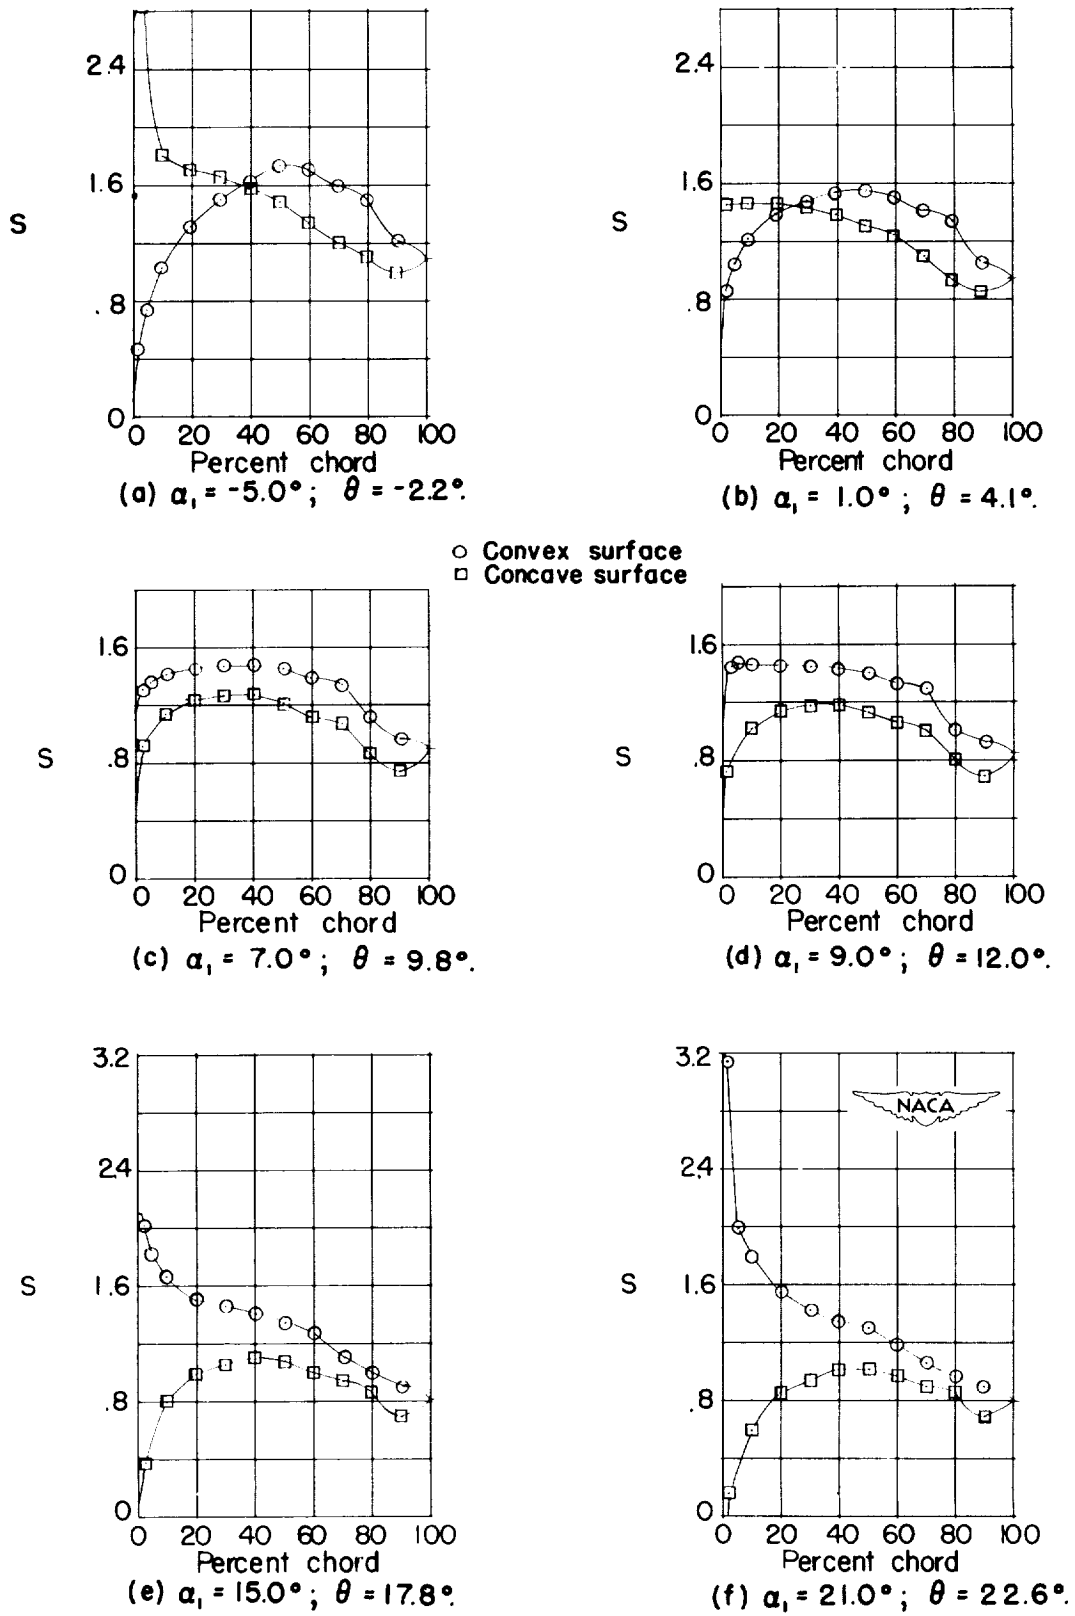 2.4
1.6
S
.8
0
0 20 40 60 80 100
Percent chord
(a) α₁ = -5.0°; θ = -2.2°.
2.4
1.6
S
.8
0
0 20 40 60 80 100
Percent chord
(b) α₁ = 1.0°; θ = 4.1°.
Convex surface
Concave surface
1.6
S
.8
0
0 20 40 60 80 100
Percent chord
(c) α₁ = 7.0°; θ = 9.8°.
1.6
S
.8
0
0 20 40 60 80 100
Percent chord
(d) α₁ = 9.0°; θ = 12.0°.
3.2
2.4
1.6
S
.8
0
0 20 40 60 80 100
Percent chord
(e) α₁ = 15.0°; θ = 17.8°.
3.2
NACA
2.4
1.6
S
.8
0
0 20 40 60 80 100
Percent chord
(f) α₁ = 21.0°; θ = 22.6°.